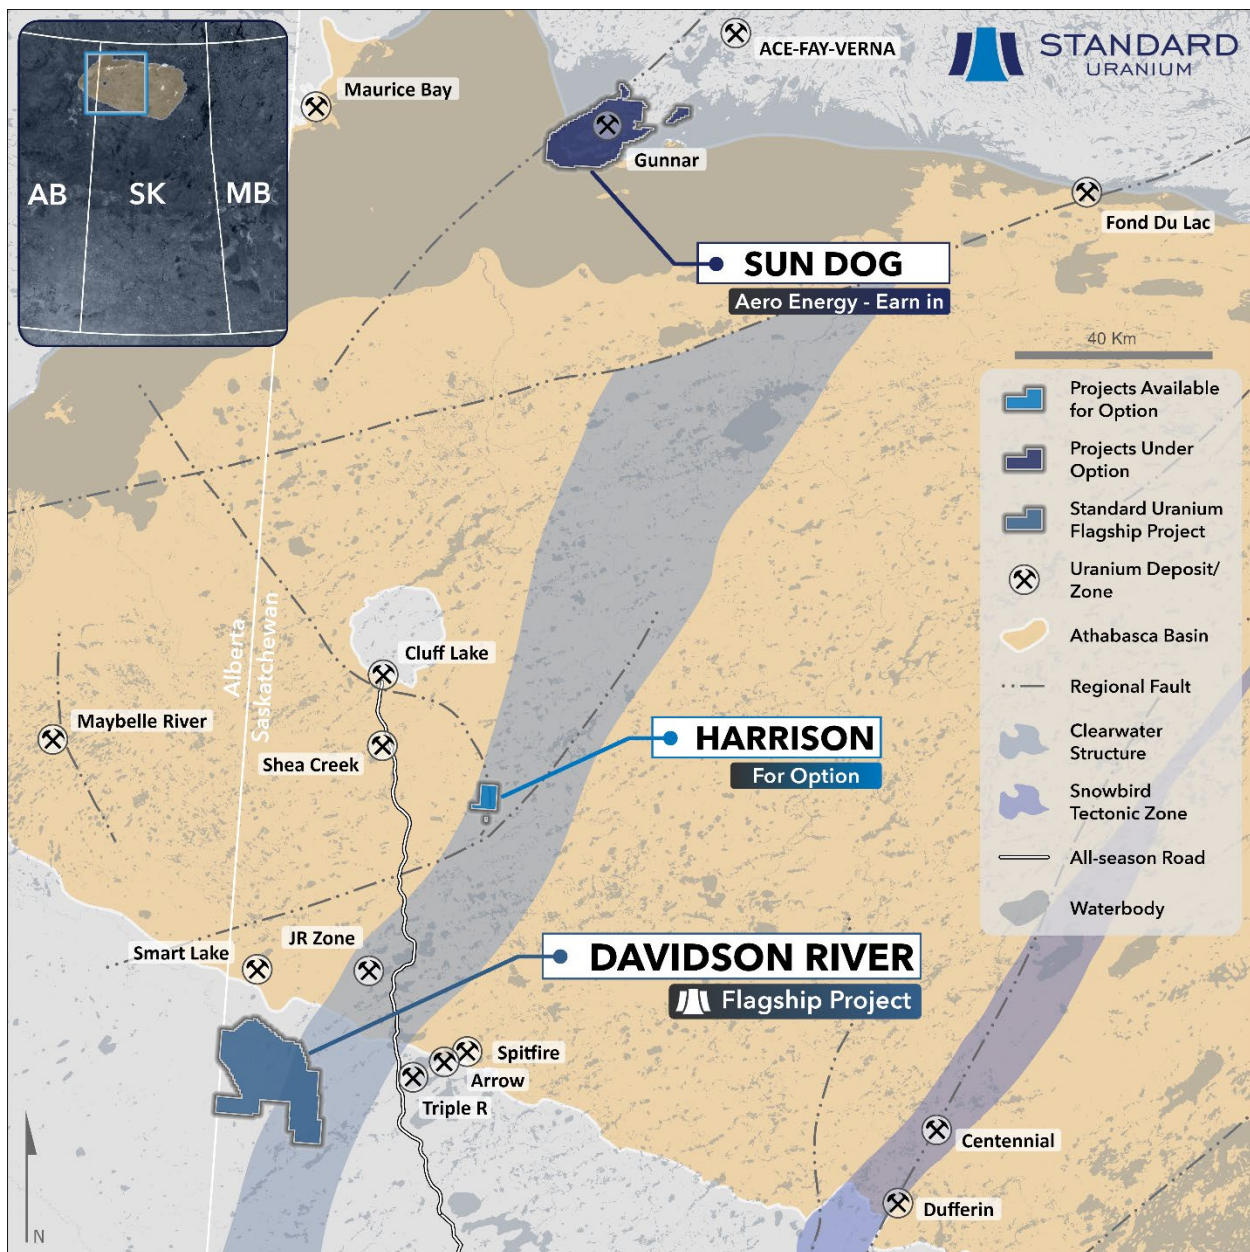 AB
SK
MB
Maurice Bay
ACE-FAY-VERNA
STANDARD
URANIUM
Gunnar
Fond Du Lac
SUN DOG
Aero Energy - Earn in
40 Km
Projects Available
for Option
Projects Under
Option
Standard Uranium
Flagship Project
Uranium Deposit/
Zone
Athabasca Basin
Regional Fault
Clearwater
Structure
Snowbird
Tectonic Zone
All-season Road
Waterbody
Alberta
Saskatchewan
Cluff Lake
Maybelle River
Shea Creek
HARRISON
For Option
Smart Lake
JR Zone
DAVIDSON RIVER
Flagship Project
Spitfire
Arrow
Triple R
Centennial
Dufferin
N